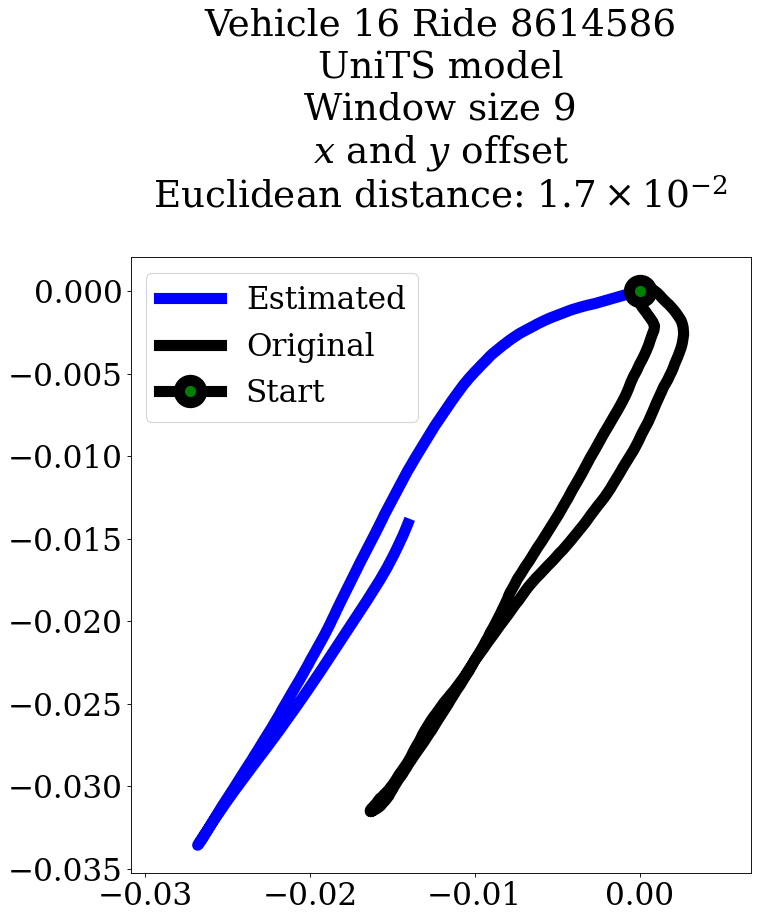 Vehicle 16 Ride 8614586
UniTS model
Window size 9
x and y offset
Euclidean distance: 1.7 × 10⁻²
Estimated
Original
Start
0.000
−0.005
−0.010
−0.015
−0.020
−0.025
−0.030
−0.035
−0.03 −0.02 −0.01 0.00